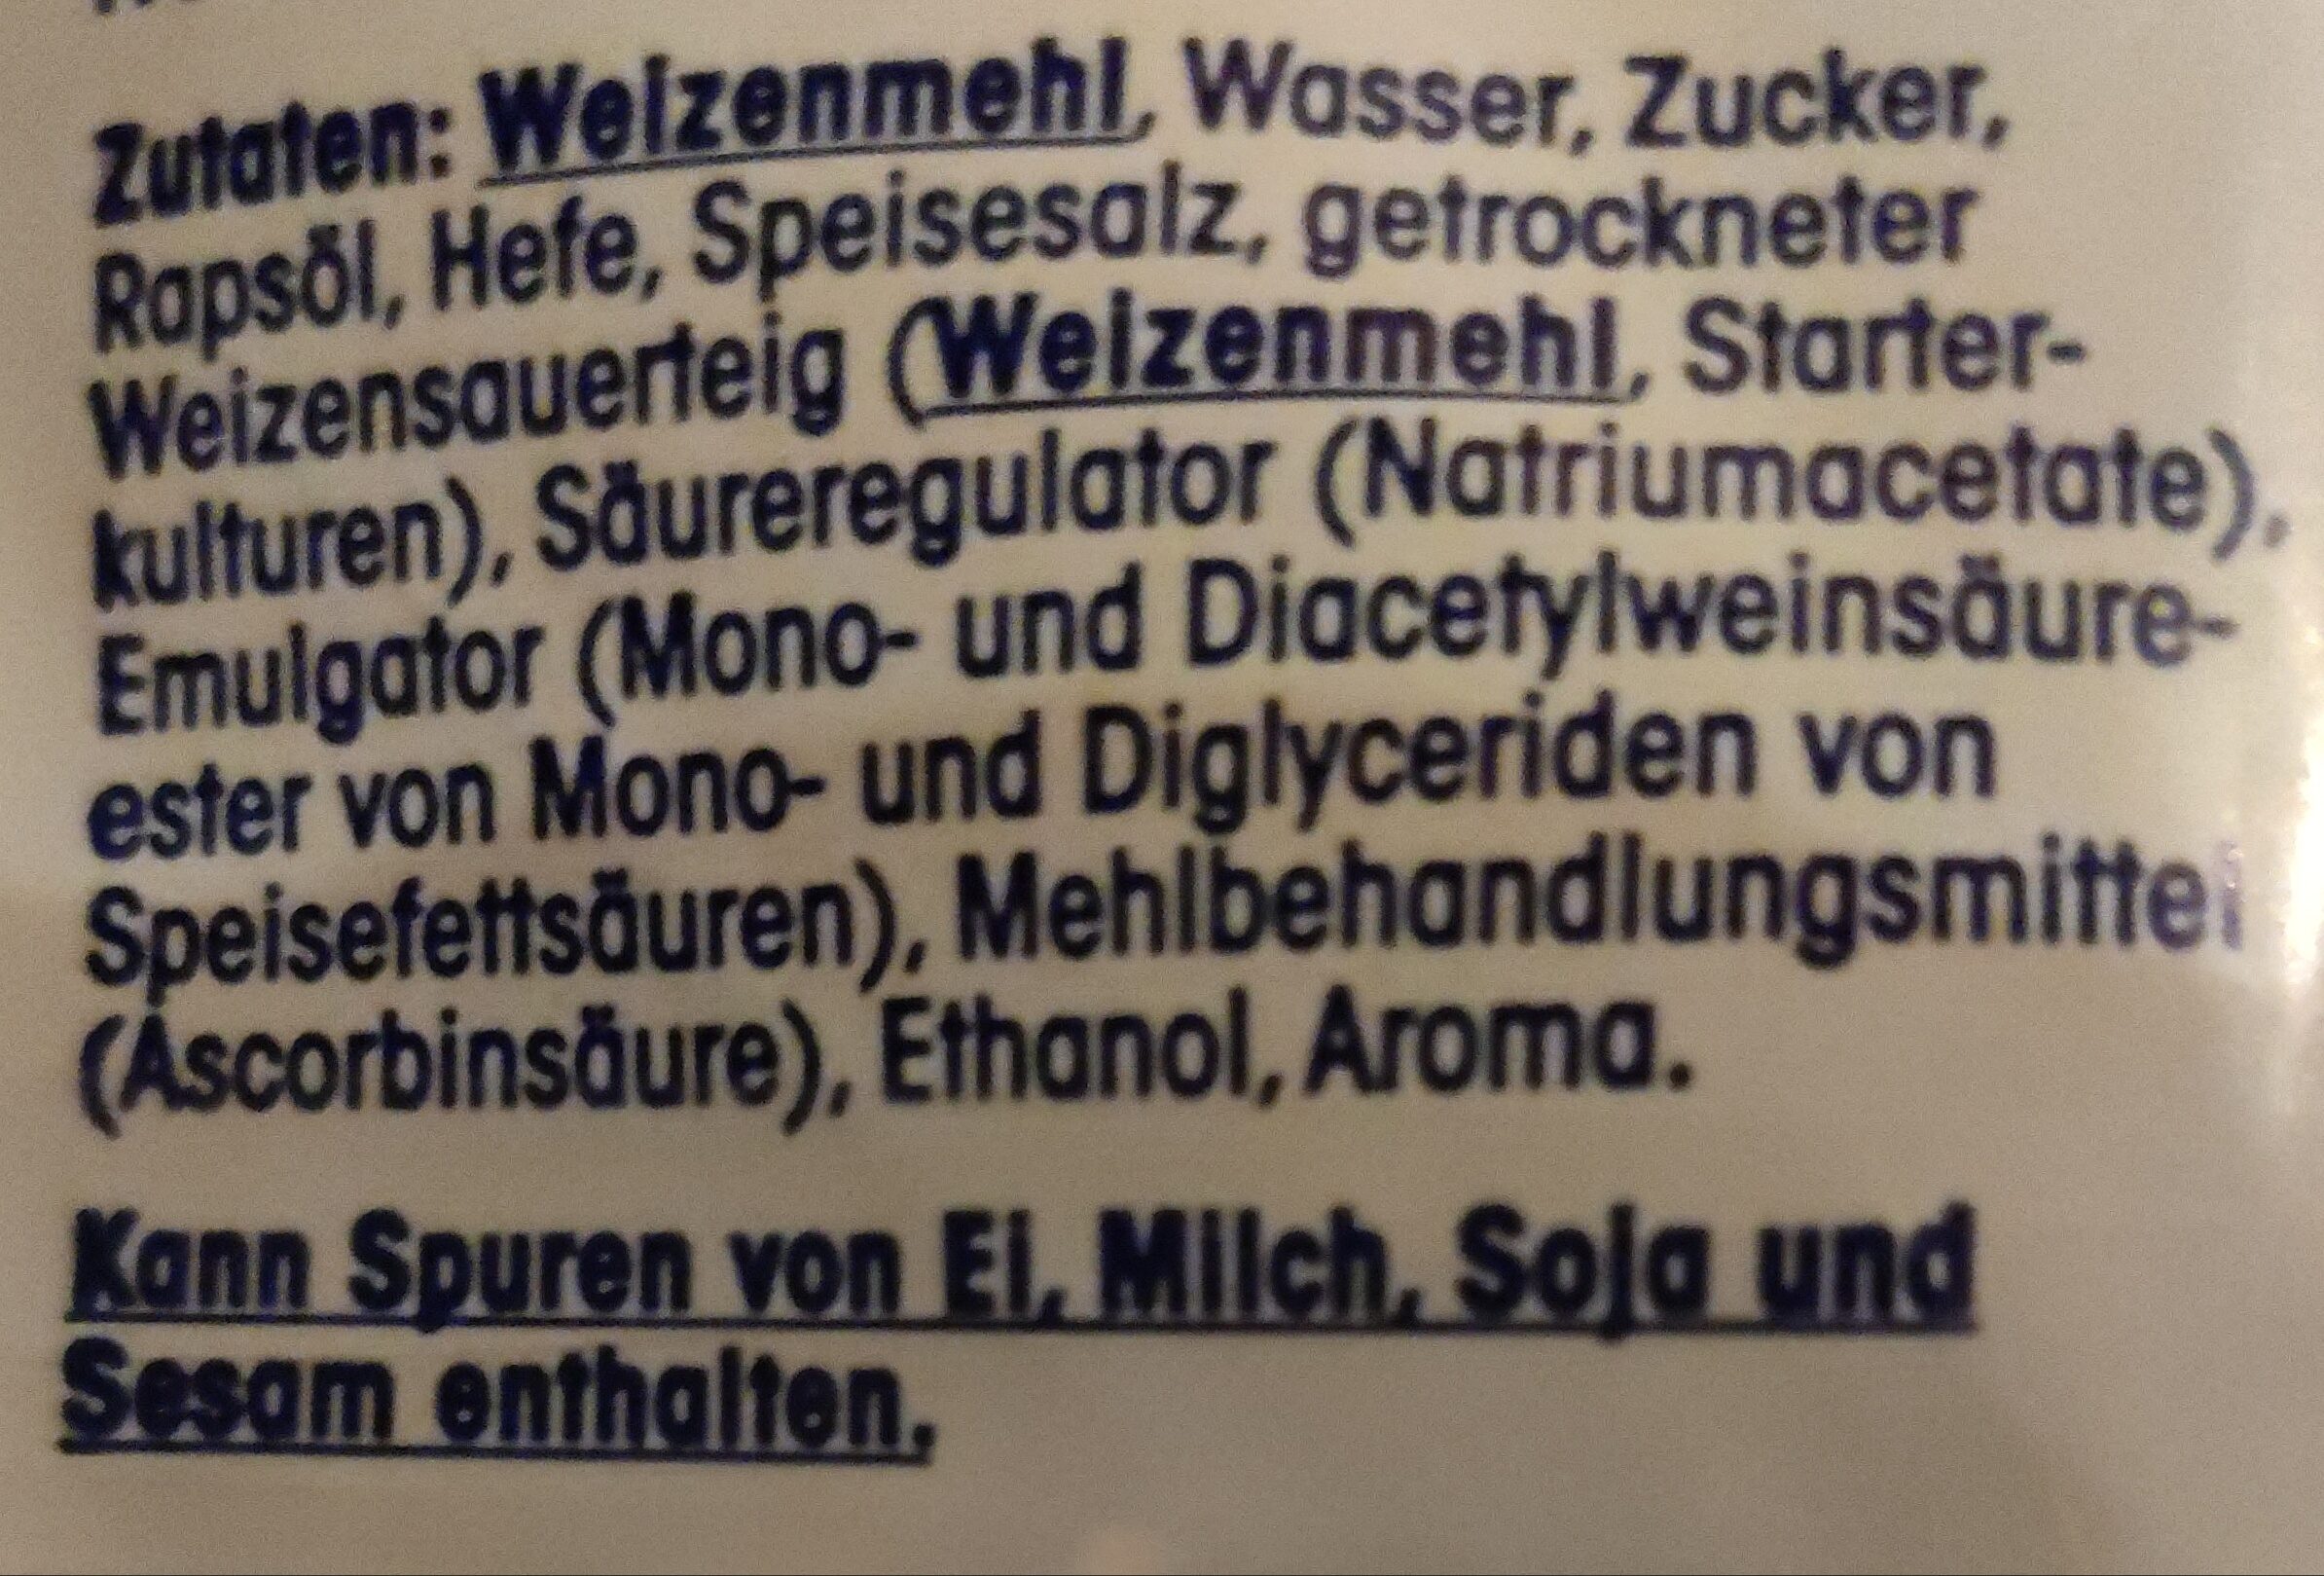 Zutaten: Weizenmehl, Wasser, Zucker,
Rapsöl, Hefe, Speisesalz, getrockneter
Weizensauerteig (Weizenmehl, Starter-
kulturen), Säureregulator (Natriumacetate),
Emulgator (Mono- und Diacetylweinsäure-
ester von Mono- und Diglyceriden von
Speisefettsäuren), Mehlbehandlungsmittel
(Ascorbinsäure), Ethanol, Aroma.
Kann Spuren von Ei, Milch, Soja und
Sesam enthalten.